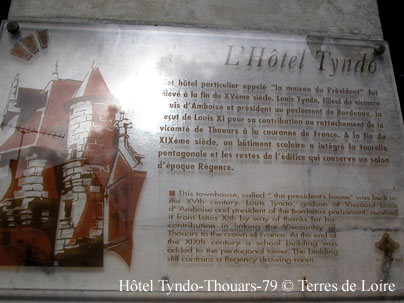 L'Hôtel Tyndo
Cet hôtel particulier appelé "la maison du Président" fut
élevé à la fin du XVème siècle. Louis Tyndo, filleul du vicomte
Louis d'Amboise et président au parlement de Bordeaux, la
reçut de Louis XI pour sa contribution au rattachement de la
vicomté de Thouars à la couronne de France. A la fin du
XIXème siècle, un bâtiment scolaire a intégré la tourelle
pentagonale et les restes de l'édifice qui conserve un salon
d'époque Régence.
■ This townhouse, called "the president's house" was built in
the XVth century. Louis Tyndo, godson of Viscount Louis
d'Amboise and president of the Bordeaux parliament, received
it from Louis XIth by way of thanks for his
contribution in linking the Viscountcy of
Thouars to the crown of France. At the end of
the XIXth century a school building was
added to the pentagonal tower. The building
still contains a Regency drawing room
Hôtel Tyndo-Thouars-79 © Terres de Loire